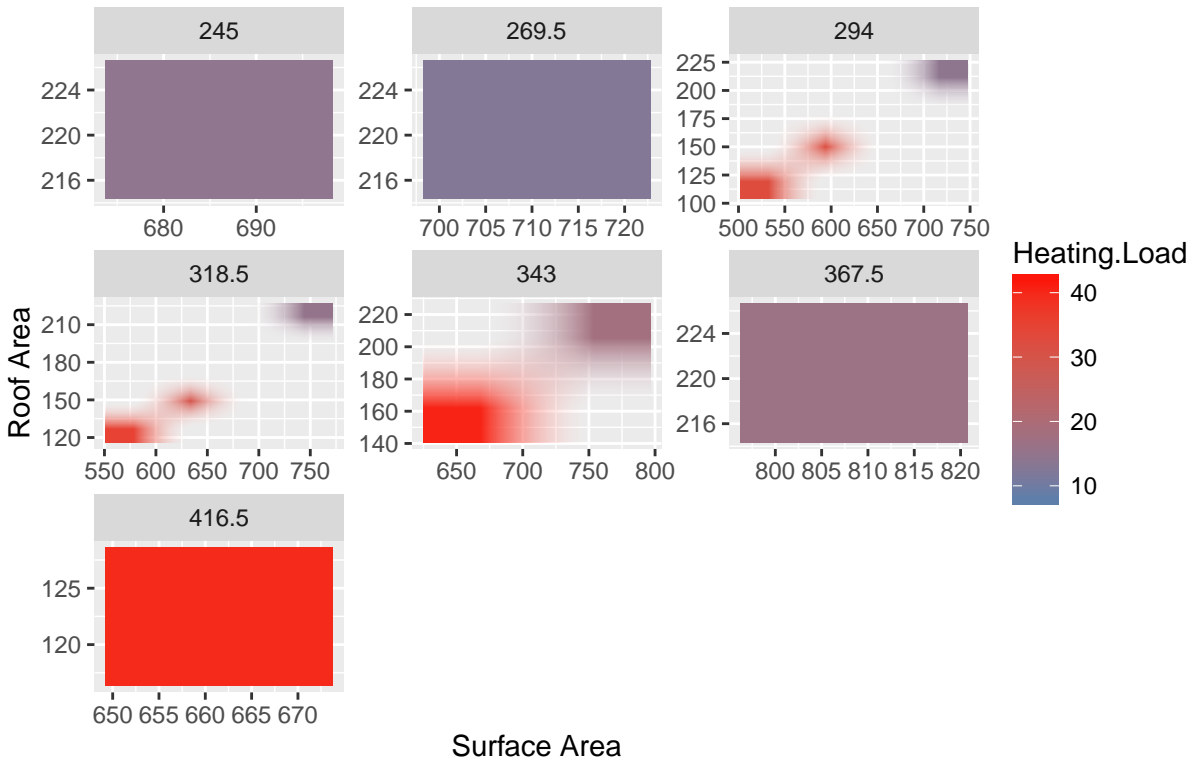 245 269.5 294
224
220
216
680 690
224
220
216
700 705 710 715 720
225
200
175
150
125
100
500 550 600 650 700 750
318.5 343 367.5
210
180
150
120
550 600 650 700 750
220
200
180
160
140
650 700 750 800
224
220
216
800 805 810 815 820
416.5
125
120
650 655 660 665 670
Roof Area
Surface Area
Heating.Load
40
30
20
10